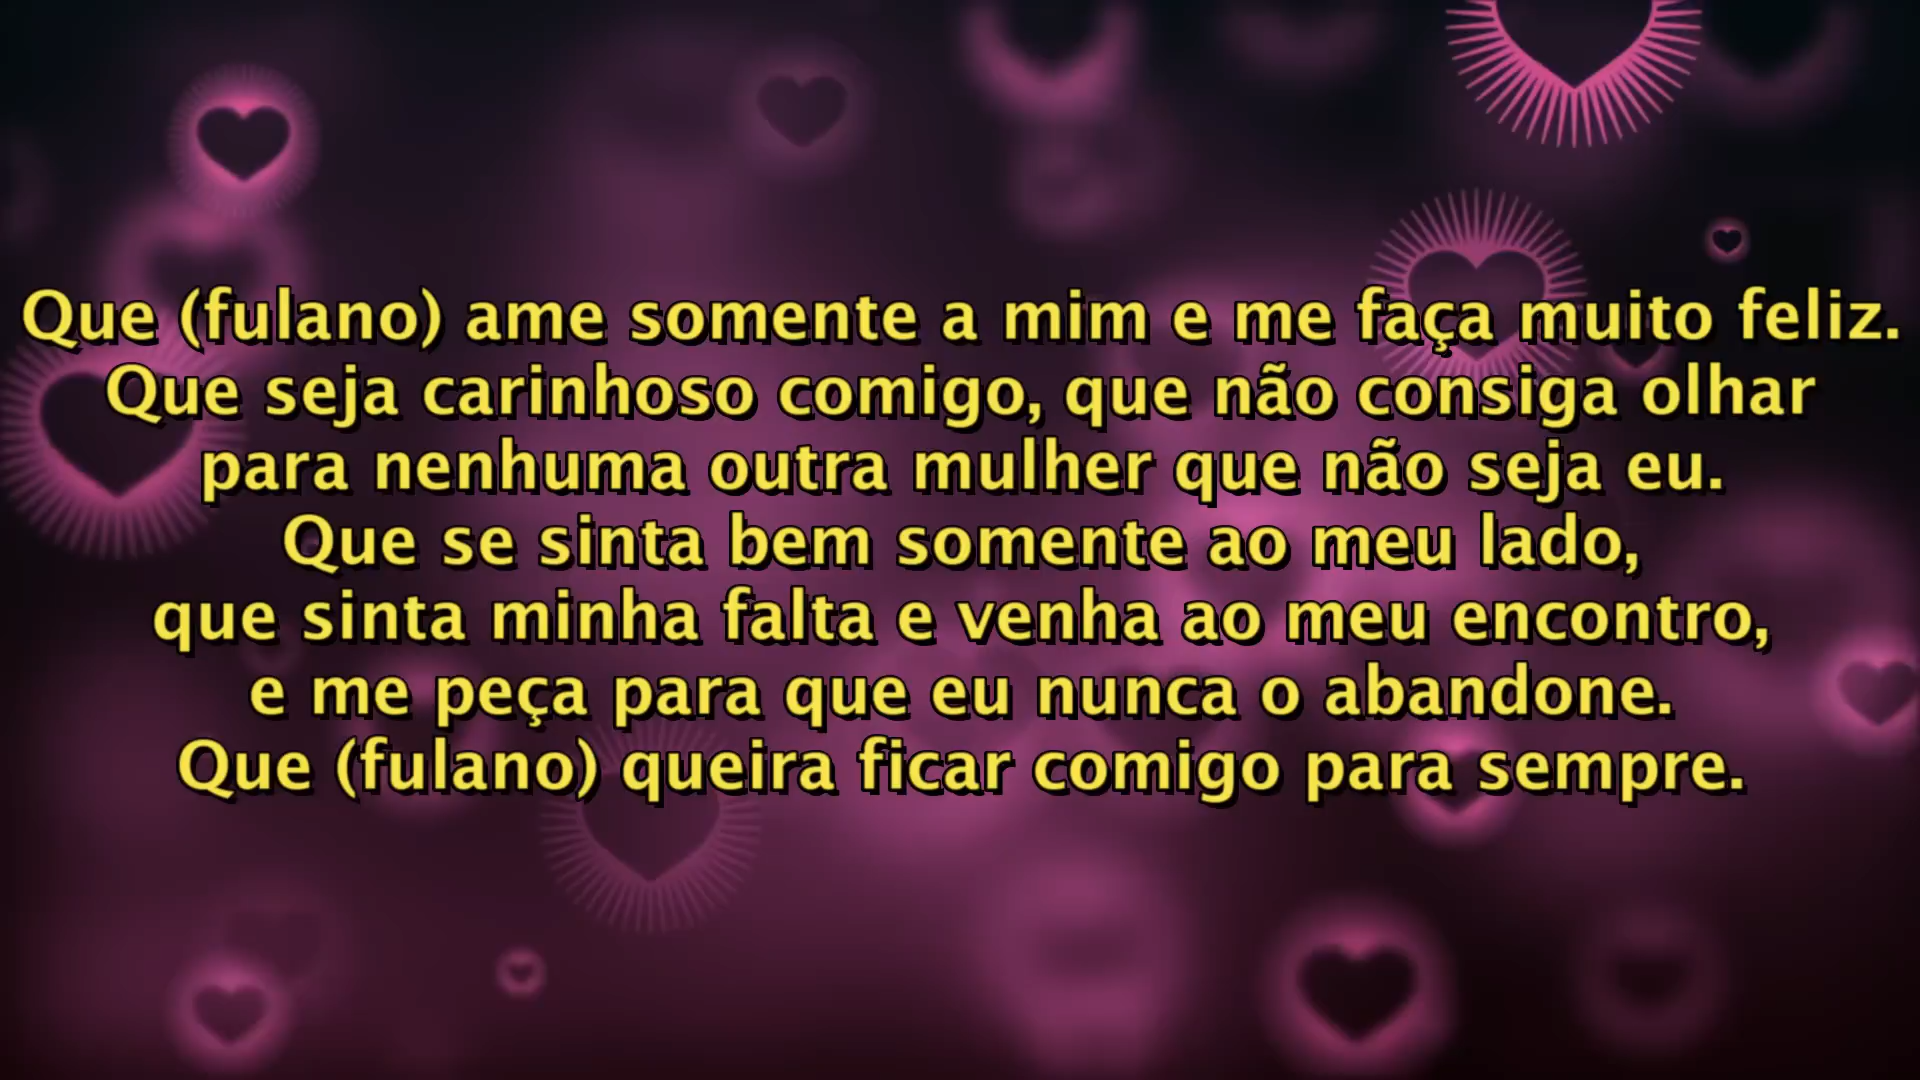 Que (fulano) ame somente a mim e me faça muito feliz.
Que seja carinhoso comigo, que não consiga olhar
para nenhuma outra mulher que não seja eu.
Que se sinta bem somente ao meu lado,
que sinta minha falta e venha ao meu encontro,
e me peça para que eu nunca o abandone.
Que (fulano) queira ficar comigo para sempre.